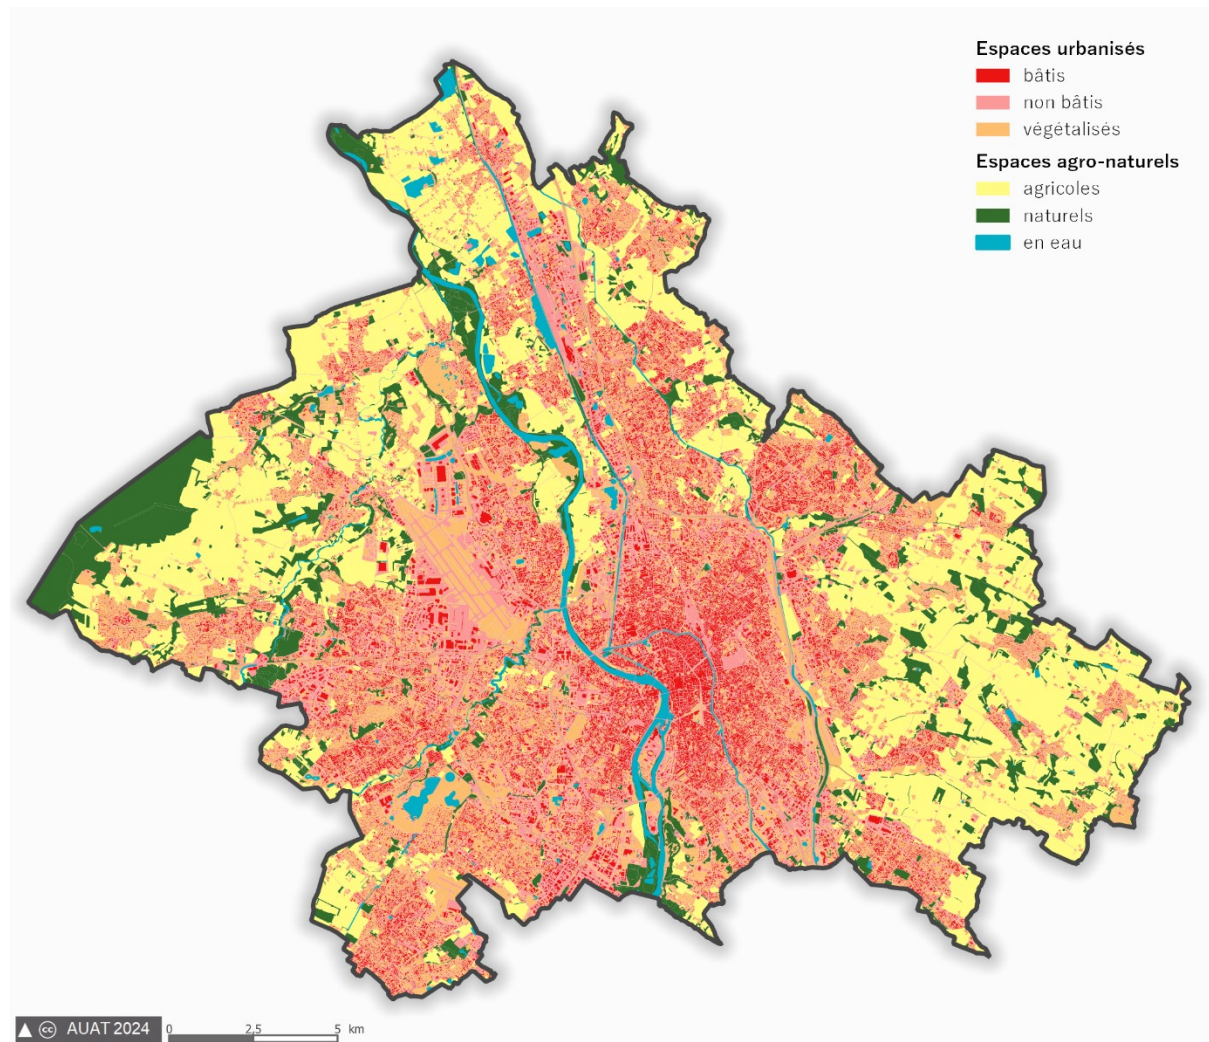 Espaces urbanisés
bâtis
non bâtis
végétalisés
Espaces agro-naturels
agricoles
naturels
en eau
cc AUAT 2024
0 2,5 5 km